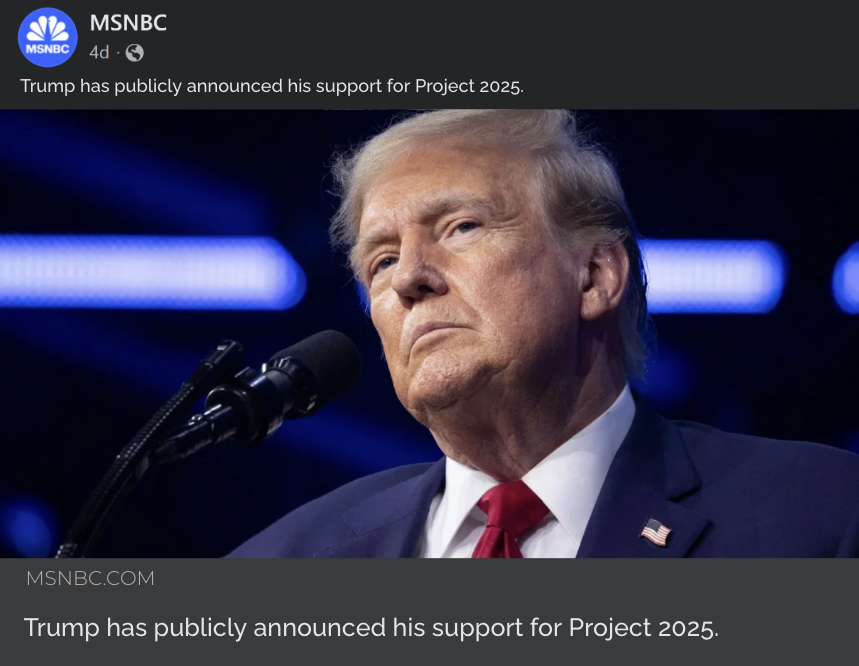 MSNBC
MSNBC
4d ·
Trump has publicly announced his support for Project 2025.
MSNBC.COM
Trump has publicly announced his support for Project 2025.